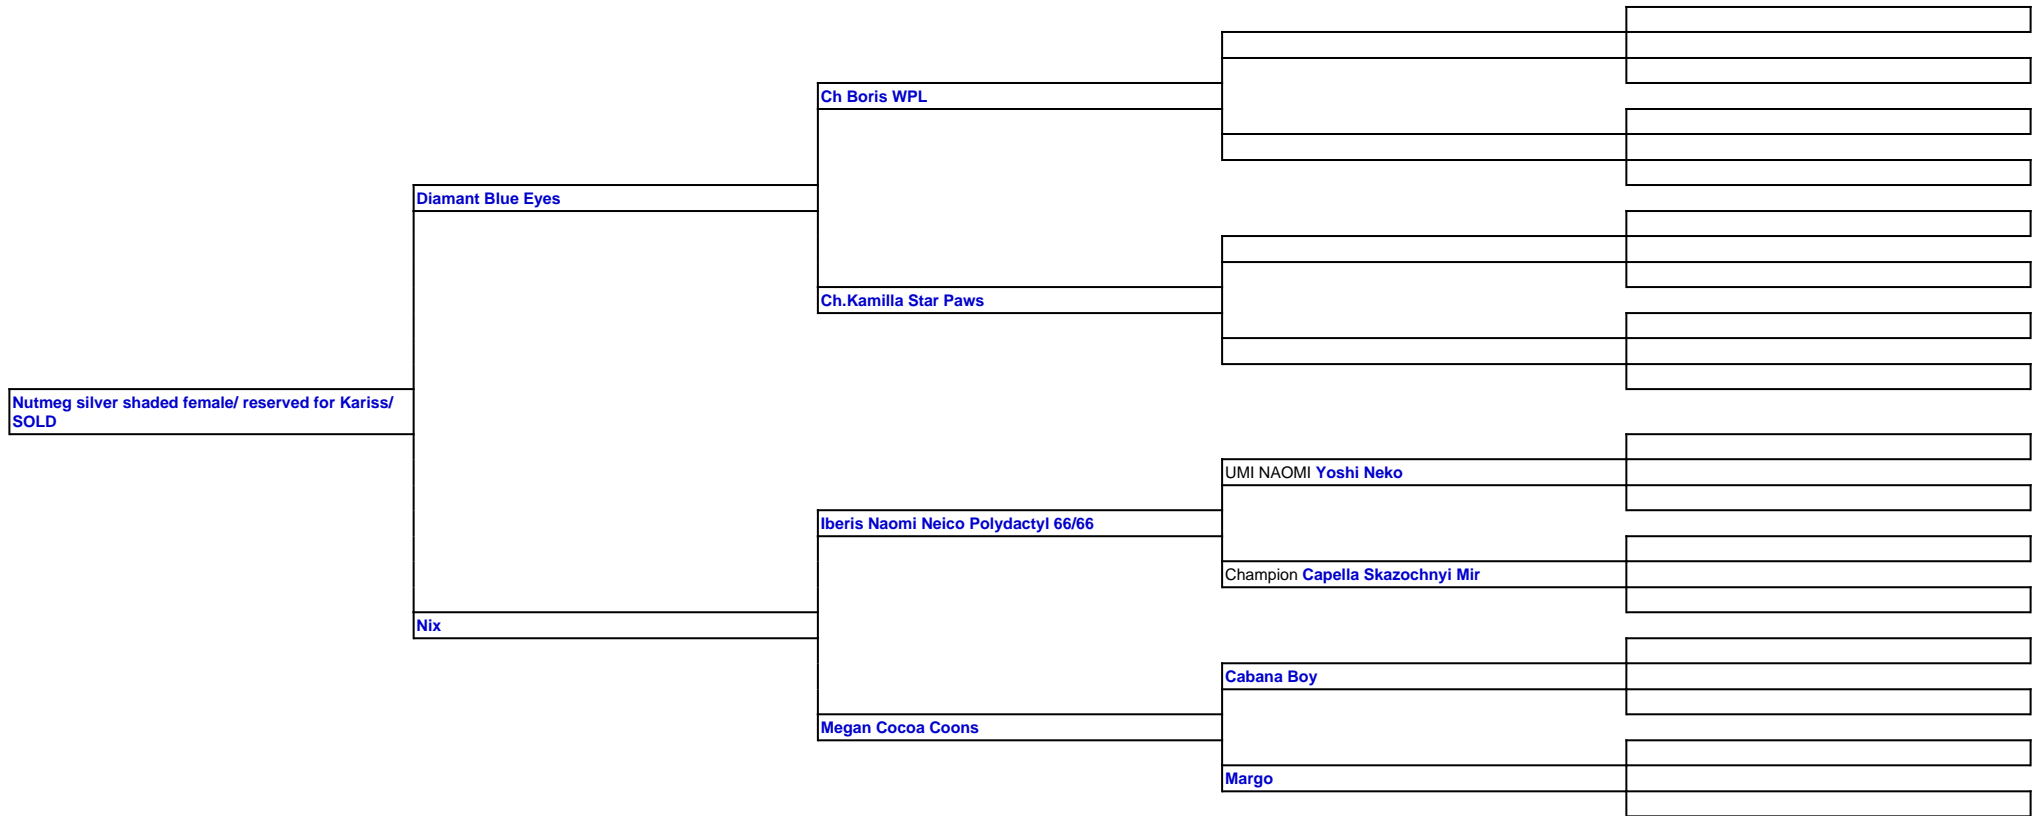 Ch Boris WPL
Diamant Blue Eyes
Ch.Kamilla Star Paws
Nutmeg silver shaded female/ reserved for Kariss/
SOLD
UMI NAOMI Yoshi Neko
Iberis Naomi Neico Polydactyl 66/66
Champion Capella Skazochnyi Mir
Nix
Cabana Boy
Megan Cocoa Coons
Margo